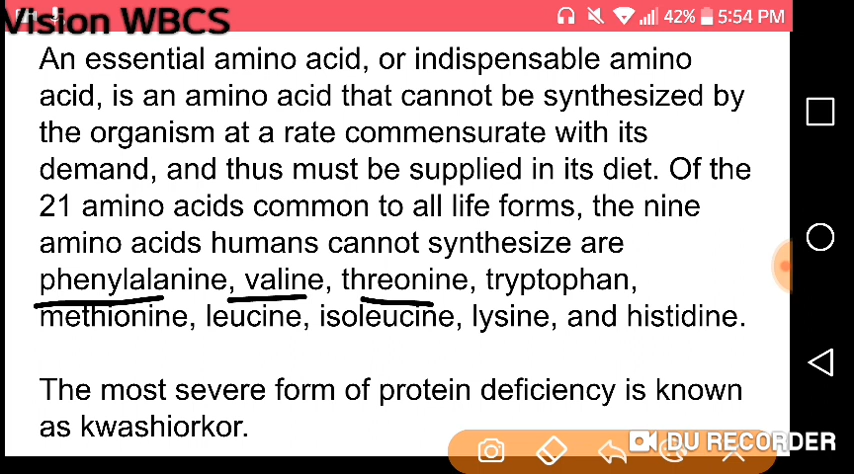 Vision WBCS
42% 5:54 PM
An essential amino acid, or indispensable amino
acid, is an amino acid that cannot be synthesized by
the organism at a rate commensurate with its
demand, and thus must be supplied in its diet. Of the
21 amino acids common to all life forms, the nine
amino acids humans cannot synthesize are
phenylalanine, valine, threonine, tryptophan,
methionine, leucine, isoleucine, lysine, and histidine.
The most severe form of protein deficiency is known
as kwashiorkor.
DU RECORDER